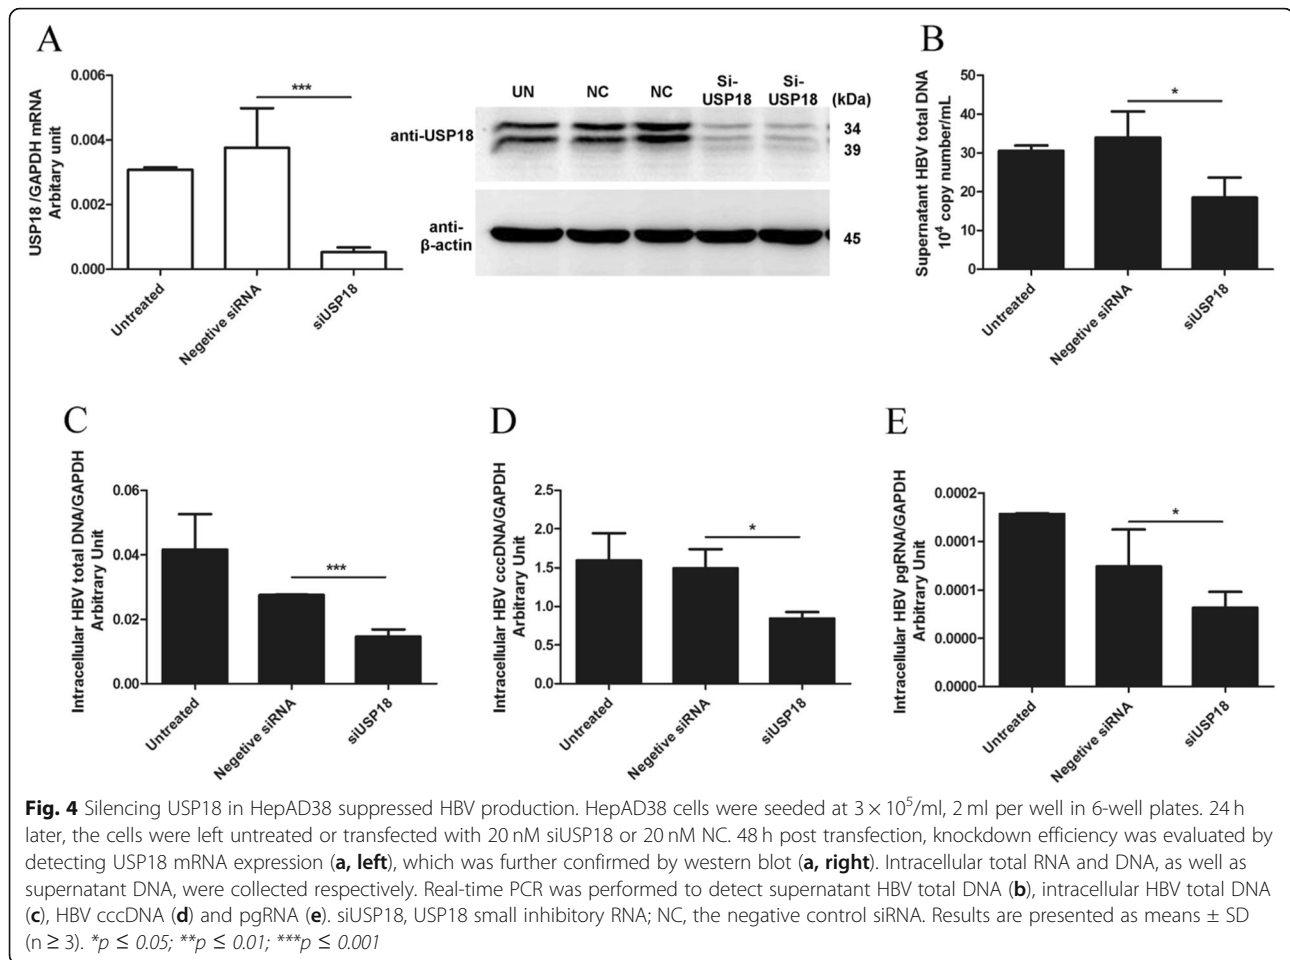 A
USP18 /GAPDH mRNA
Arbitary unit
0.006
0.004
0.002
0.000
***
Untreated
Negetive siRNA
siUSP18
UN
NC
NC
Si-
USP18
Si-
USP18
(kDa)
anti-USP18
34
39
anti-
β-actin
45
B
Supernatant HBV total DNA
10⁴ copy number/mL
50
40
30
20
10
0
*
Untreated
Negetive siRNA
siUSP18
C
Intracellular HBV total DNA/GAPDH
Arbitrary Unit
0.06
0.04
0.02
0.00
***
Untreated
Negetive siRNA
siUSP18
D
Intracellular HBV cccDNA/GAPDH
Arbitrary Unit
2.5
2.0
1.5
1.0
0.5
0.0
*
Untreated
Negetive siRNA
siUSP18
E
Intracellular HBV pgRNA/GAPDH
Arbitrary Unit
0.0002
0.0001
0.0001
0.0000
0.0000
*
Untreated
Negetive siRNA
siUSP18
Fig. 4 Silencing USP18 in HepAD38 suppressed HBV production. HepAD38 cells were seeded at 3 × 10⁵/ml, 2 ml per well in 6-well plates. 24 h
later, the cells were left untreated or transfected with 20 nM siUSP18 or 20 nM NC. 48 h post transfection, knockdown efficiency was evaluated by
detecting USP18 mRNA expression (a, left), which was further confirmed by western blot (a, right). Intracellular total RNA and DNA, as well as
supernatant DNA, were collected respectively. Real-time PCR was performed to detect supernatant HBV total DNA (b), intracellular HBV total DNA
(c), HBV cccDNA (d) and pgRNA (e). siUSP18, USP18 small inhibitory RNA; NC, the negative control siRNA. Results are presented as means ± SD
(n ≥ 3). *p ≤ 0.05; **p ≤ 0.01; ***p ≤ 0.001